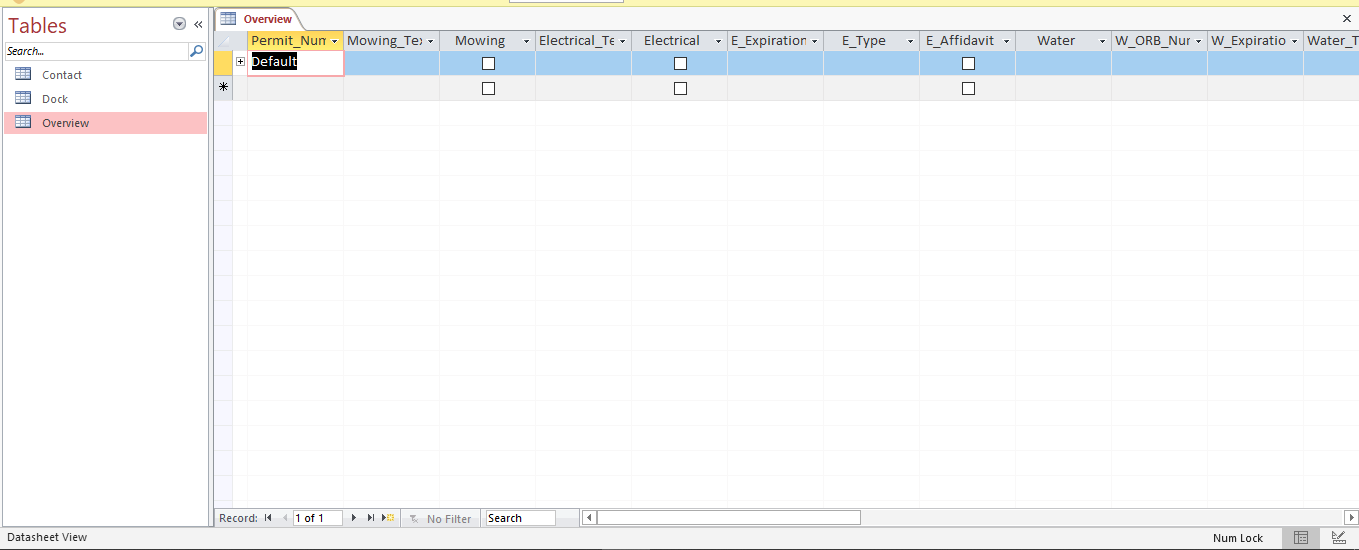 Tables
Search...
Contact
Dock
Overview
Overview
Permit_Num Mowing_Tex Mowing Electrical_Te Electrical E_Expiration E_Type E_Affidavit Water W_ORB_Nur W_Expiratio Water_T
Default
Record: 1 of 1 No Filter Search
Datasheet View Num Lock